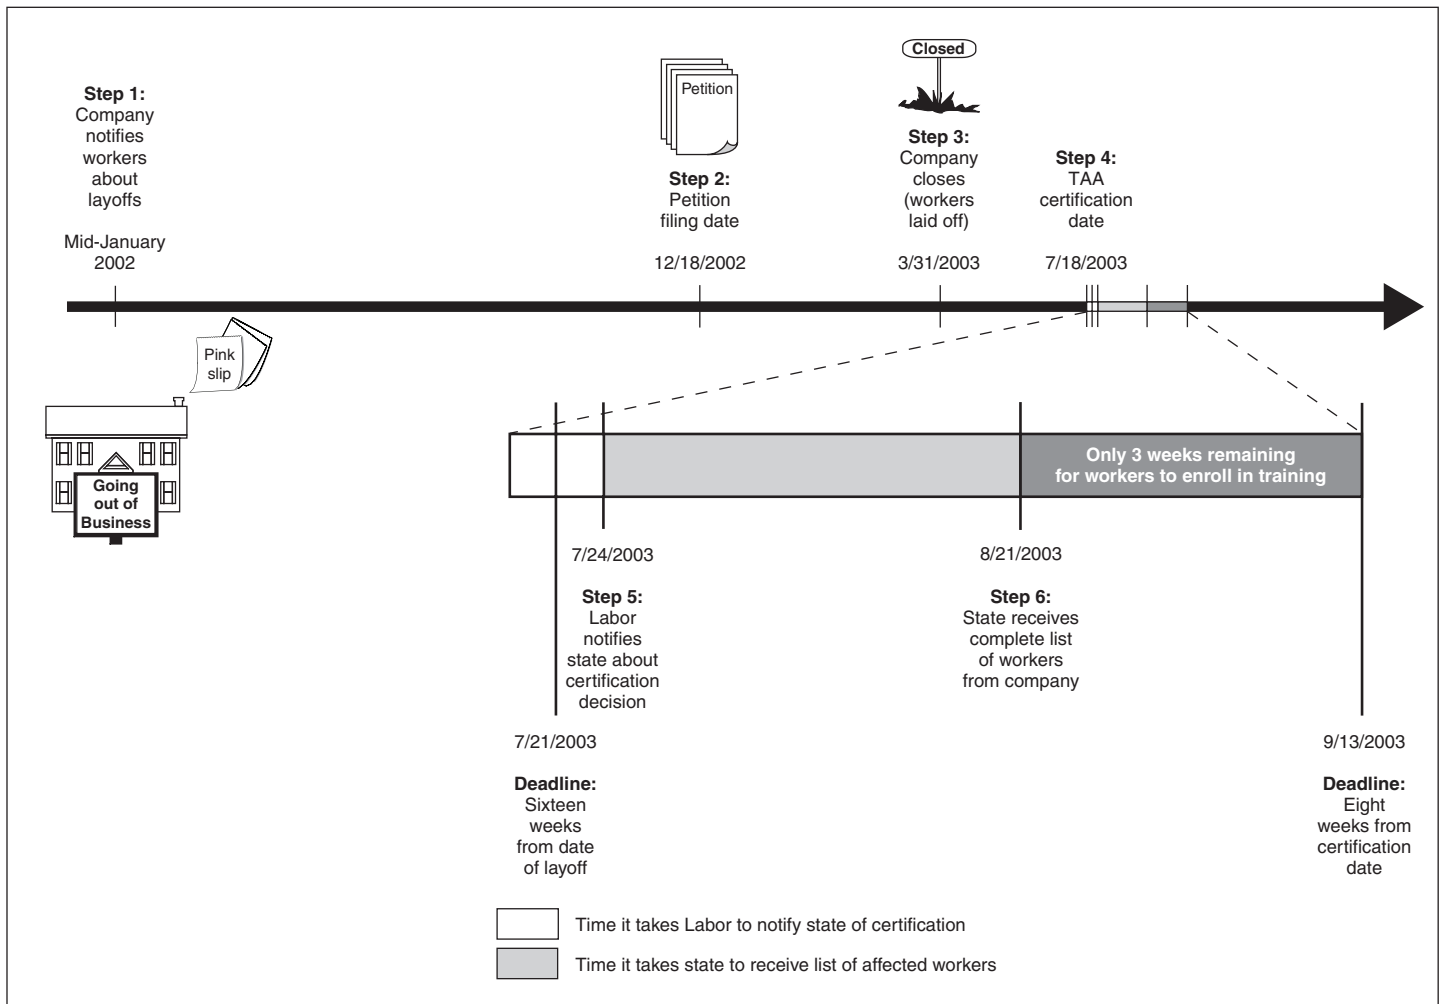 Closed
Petition
Step 1:
Company
notifies
workers
about
layoffs
Mid-January
2002
Step 2:
Petition
filing date
12/18/2002
Step 3:
Company
closes
(workers
laid off)
3/31/2003
Step 4:
TAA
certification
date
7/18/2003
Pink
slip
Going
out of
Business
Only 3 weeks remaining
for workers to enroll in training
7/24/2003
Step 5:
Labor
notifies
state about
certification
decision
8/21/2003
Step 6:
State receives
complete list
of workers
from company
7/21/2003
Deadline:
Sixteen
weeks
from date
of layoff
9/13/2003
Deadline:
Eight
weeks from
certification
date
Time it takes Labor to notify state of certification
Time it takes state to receive list of affected workers